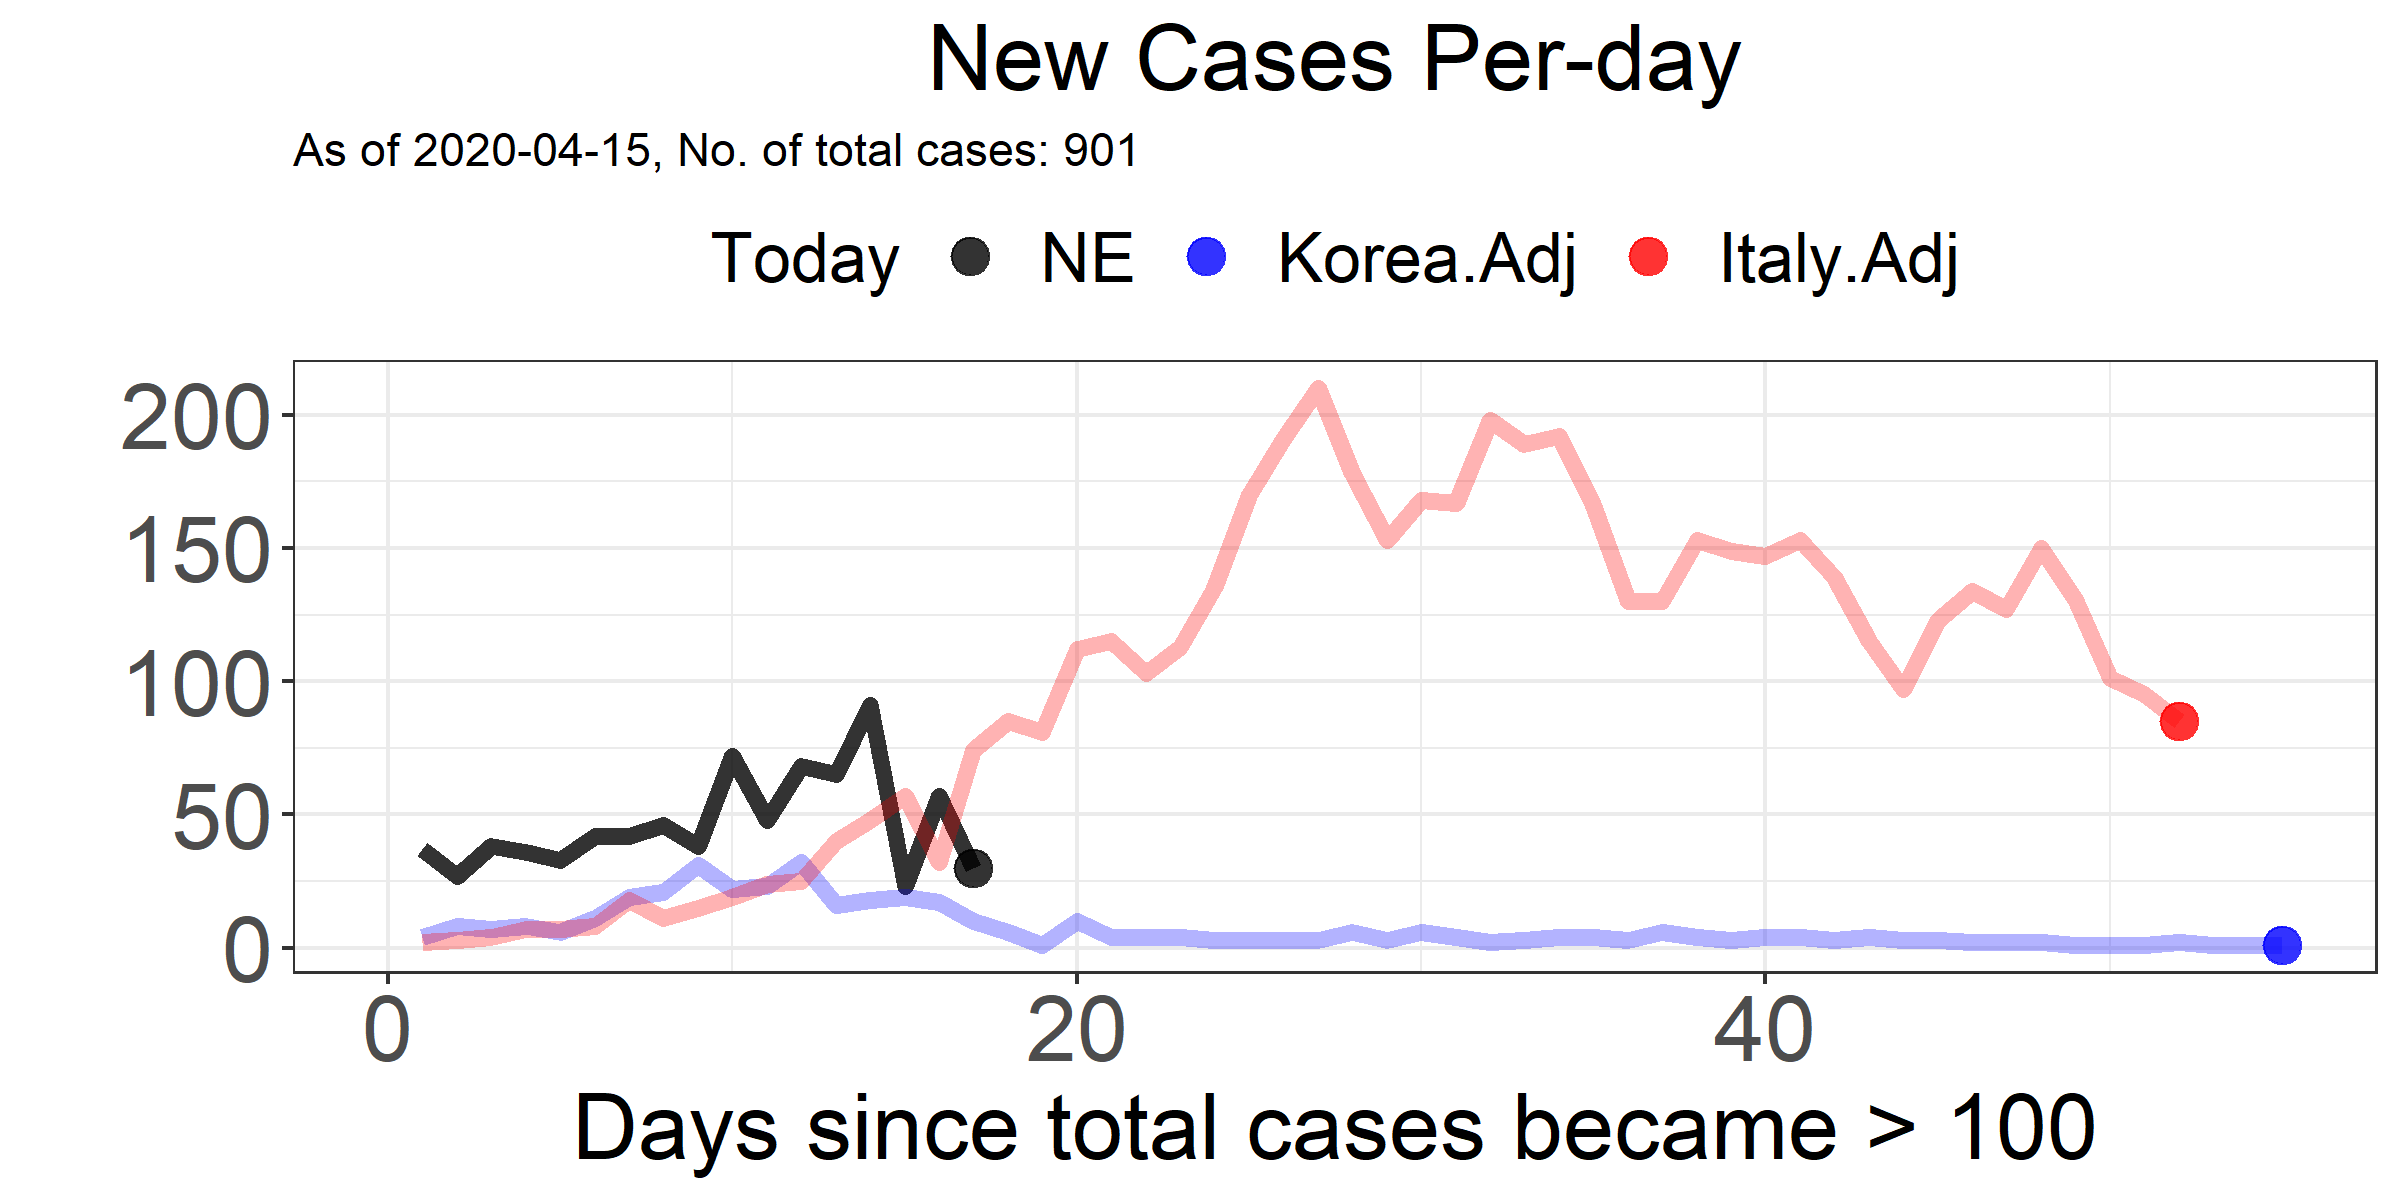 New Cases Per-day
As of 2020-04-15, No. of total cases: 901
Today NE Korea.Adj Italy.Adj
200
150
100
50
0
0 20 40
Days since total cases became > 100